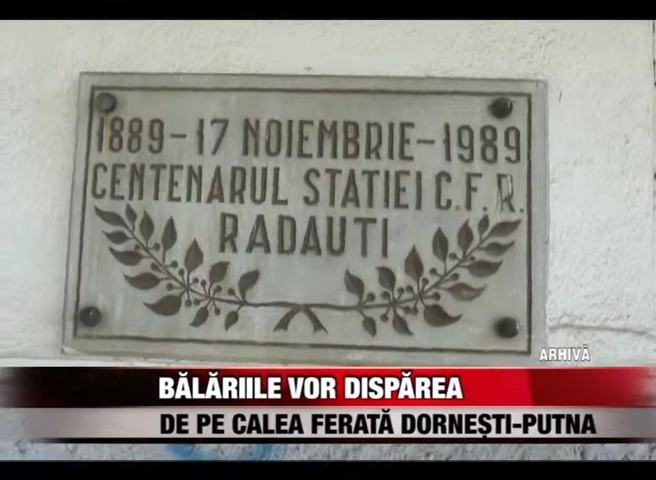 1889-17 NOIEMBRIE-1989
CENTENARUL STATIEI C.F.R.
RADAUTI
ARHIVĂ
BĂLĂRIILE VOR DISPĂREA
DE PE CALEA FERATĂ DORNEȘTI-PUTNA